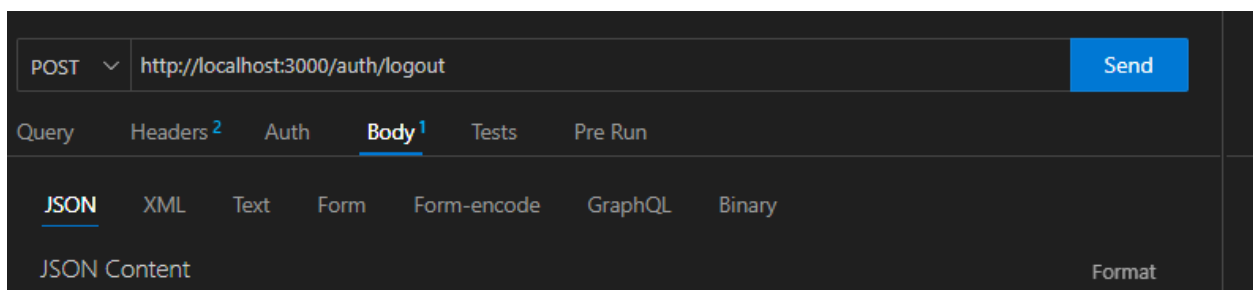 POST http://localhost:3000/auth/logout Send
Query Headers 2 Auth Body 1 Tests Pre Run
JSON XML Text Form Form-encode GraphQL Binary
JSON Content Format